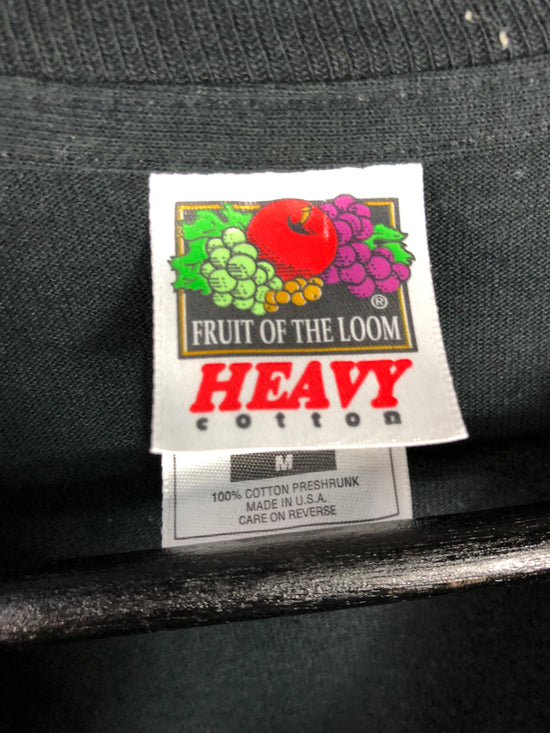 ®
FRUIT OF THE LOOM
HEAVY
cotton
M
100% COTTON PRESHRUNK
MADE IN U.S.A.
CARE ON REVERSE